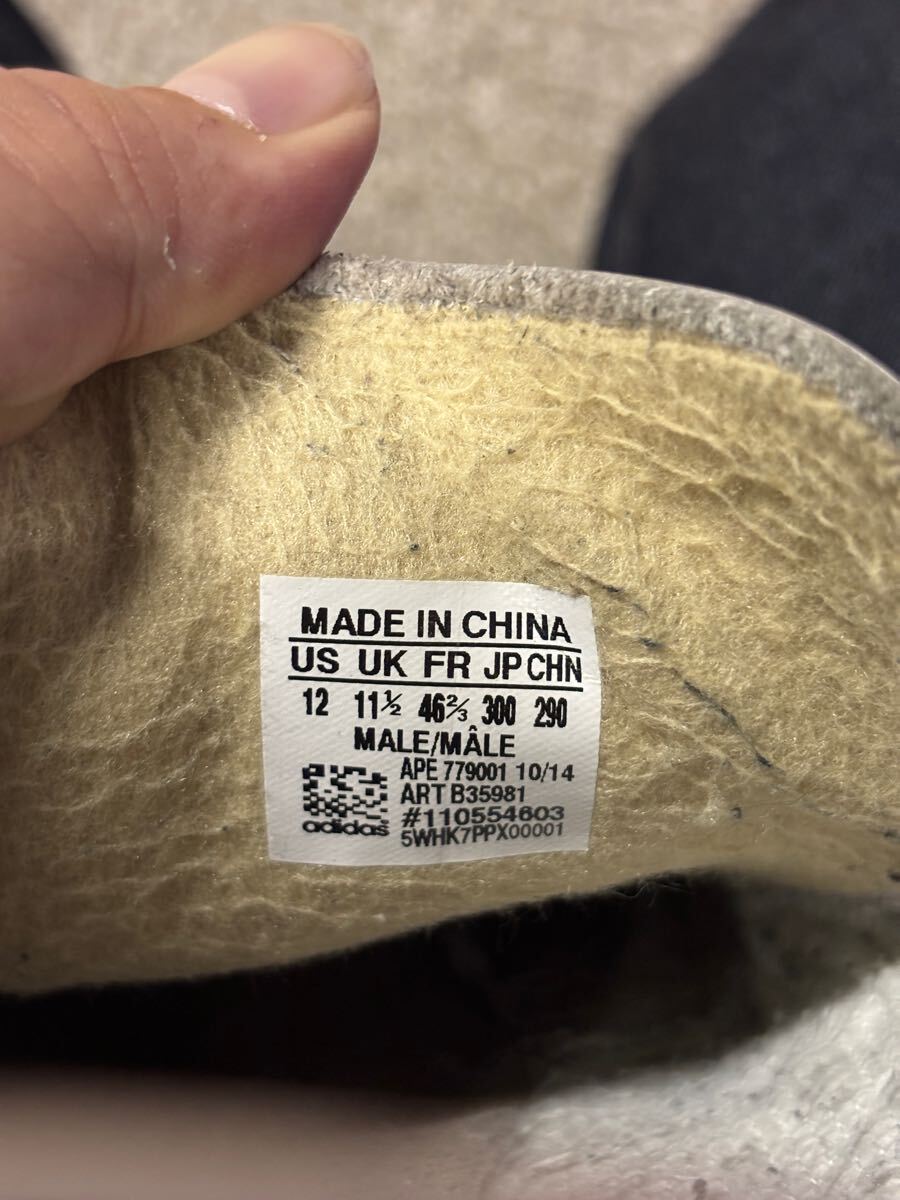 MADE IN CHINA
US UK FR JP CHN
12 11½ 46⅔ 300 290
MALE/MÂLE
APE 779001 10/14
ART B35981
#110554603
adidas
5WHK7PPX00001